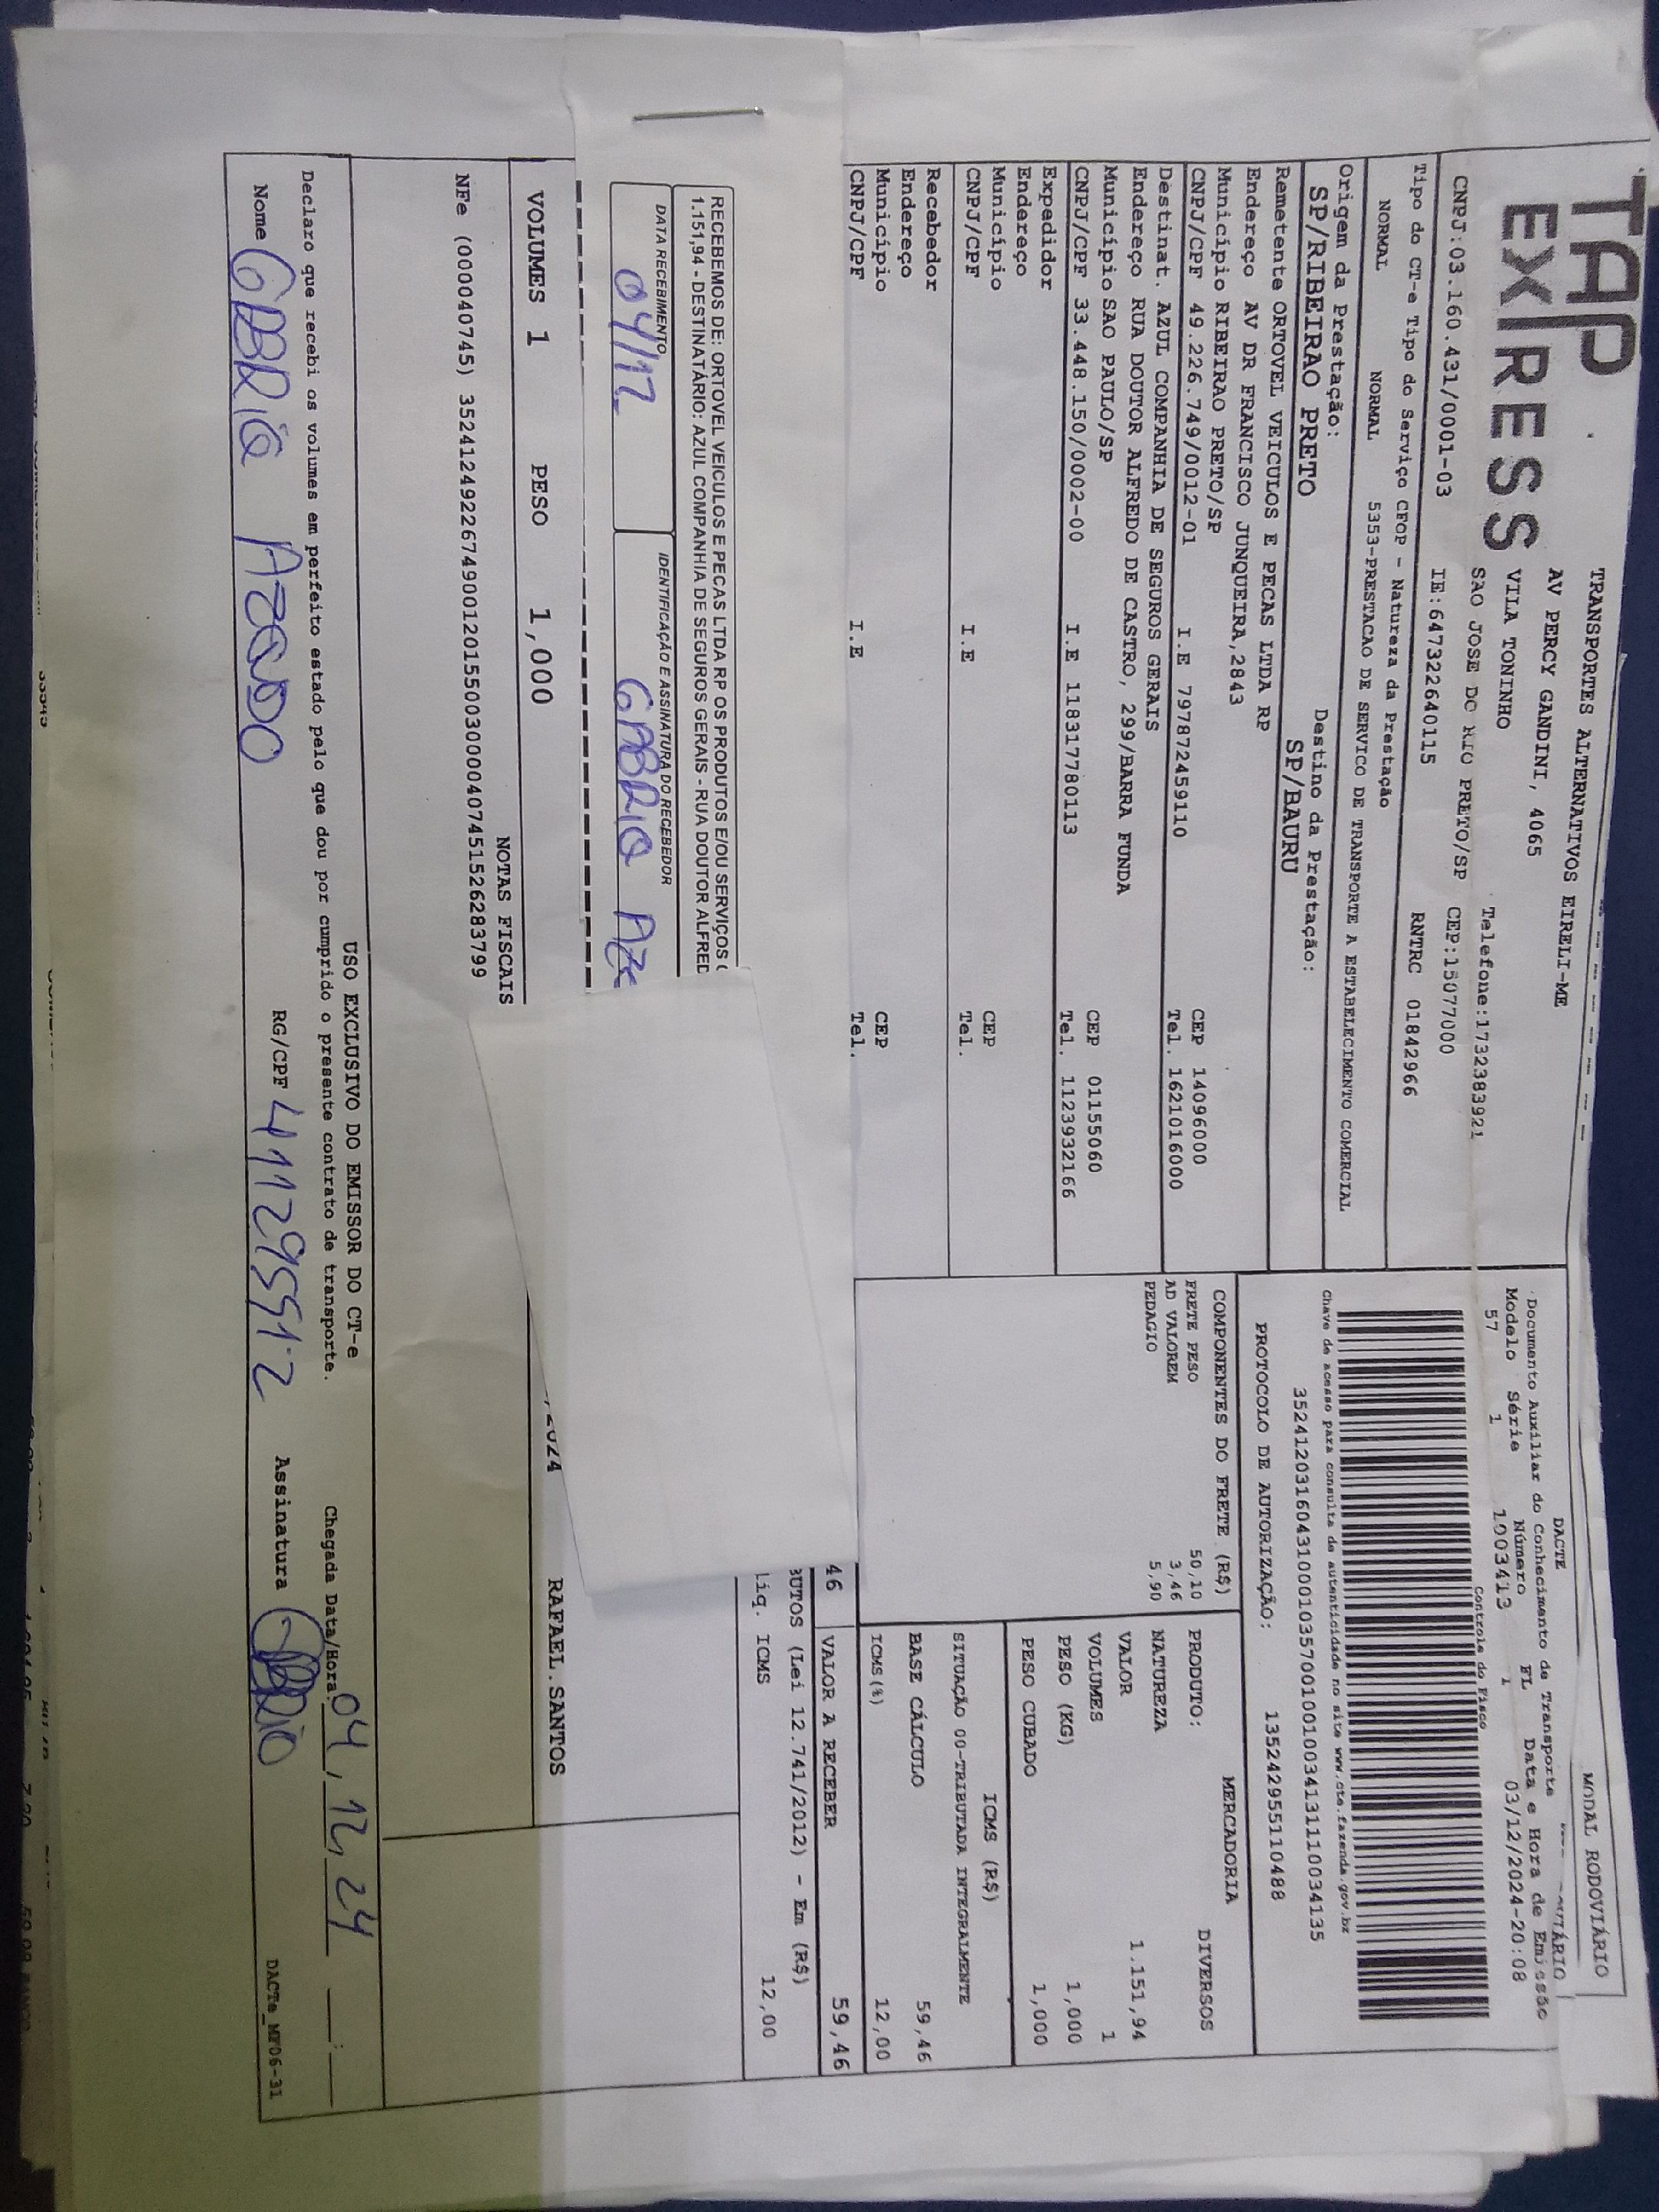 TAP EXPRESS
TRANSPORTES ALTERNATIVOS EIRELI-ME
AV PERCY GANDINI, 4065
VILA TONINHO
SAO JOSE DO RIO PRETO/SP
Telefone:1732383921
CEP:15077000
CNPJ:03.160.431/0001-03 IE:647322640115 RNTRC 01842966
MODAL RODOVIÁRIO
DACTE
Documento Auxiliar do Conhecimento de Transporte
Modelo Série Número FL Data e Hora de Emissão
57 1 1003413 1 03/12/2024-20:08
Controle do Fisco
Chave de acesso para consulta de autenticidade no site www.cte.fazenda.gov.br
35241203160431000103570010010034131110034135
PROTOCOLO DE AUTORIZAÇÃO: 135242955110488
Tipo do CT-e Tipo do Serviço CFOP - Natureza da Prestação
NORMAL NORMAL 5353-PRESTACAO DE SERVICO DE TRANSPORTE A ESTABELECIMENTO COMERCIAL
Origem da Prestação: Destino da Prestação:
SP/RIBEIRAO PRETO SP/BAURU
Remetente ORTOVEL VEICULOS E PECAS LTDA RP
Endereço AV DR FRANCISCO JUNQUEIRA,2843
Município RIBEIRAO PRETO/SP CEP 14096000
CNPJ/CPF 49.226.749/0012-01 I.E 797872459110 Tel. 1621016000
Destinat. AZUL COMPANHIA DE SEGUROS GERAIS
Endereço RUA DOUTOR ALFREDO DE CASTRO, 299/BARRA FUNDA
Município SAO PAULO/SP CEP 01155060
CNPJ/CPF 33.448.150/0002-00 I.E 118317780113 Tel. 1123932166
Expedidor
Endereço
Município CEP
CNPJ/CPF I.E Tel.
Recebedor
Endereço
Município CEP
CNPJ/CPF I.E Tel.
COMPONENTES DO FRETE (R$)
FRETE PESO 50,10
AD VALOREM 3,46
PEDAGIO 5,90
MERCADORIA
PRODUTO: DIVERSOS
NATUREZA
VALOR 1.151,94
VOLUMES 1
PESO (KG) 1,000
PESO CUBADO 1,000
ICMS (R$)
SITUAÇÃO 00-TRIBUTADA INTEGRALMENTE
BASE CÁLCULO 59,46
ICMS(%) 12,00
46 VALOR A RECEBER 59,46
BUTOS (Lei 12.741/2012) - Em (R$)
liq. ICMS 12,00
RECEBEMOS DE: ORTOVEL VEICULOS E PECAS LTDA RP OS PRODUTOS E/OU SERVIÇOS
1.151,94 - DESTINATÁRIO: AZUL COMPANHIA DE SEGUROS GERAIS - RUA DOUTOR ALFRED
DATA RECEBIMENTO IDENTIFICAÇÃO E ASSINATURA DO RECEBEDOR
04/12 GABRIQ AZE
VOLUMES 1 PESO 1,000
2024 RAFAEL.SANTOS
NOTAS FISCAIS
NFe (000040745) 35241249226749001201550030000407451526283799
USO EXCLUSIVO DO EMISSOR DO CT-e
Declaro que recebi os volumes em perfeito estado pelo que dou por cumprido o presente contrato de transporte. Chegada Data/Hora: 04, 12, 24
Nome RG/CPF 41129551-2 Assinatura
DACTe_MF06-31